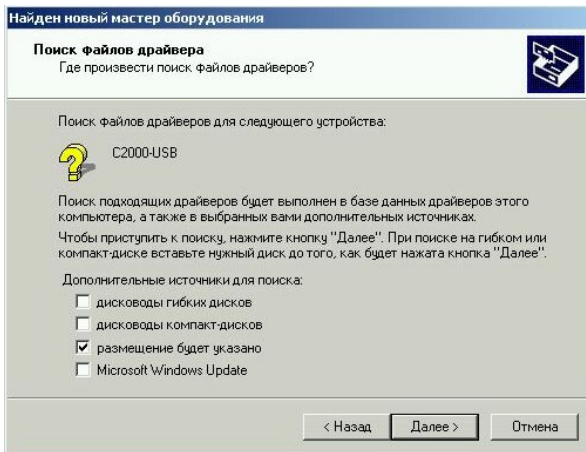 Найден новый мастер оборудования
Поиск файлов драйвера
Где произвести поиск файлов драйверов?
Поиск файлов драйверов для следующего устройства:
C2000-USB
Поиск подходящих драйверов будет выполнен в базе данных драйверов этого
компьютера, а также в выбранных вами дополнительных источниках.
Чтобы приступить к поиску, нажмите кнопку "Далее". При поиске на гибком или
компакт-диске вставьте нужный диск до того, как будет нажата кнопка "Далее".
Дополнительные источники для поиска:
дисководы гибких дисков
дисководы компакт-дисков
размещение будет указано
Microsoft Windows Update
< Назад Далее > Отмена